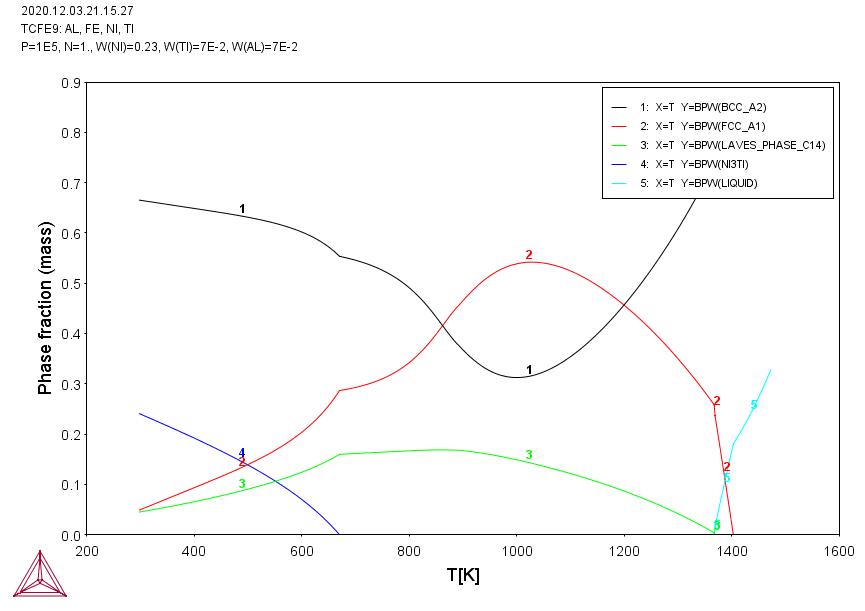 2020.12.03.21.15.27
TCFE9: AL, FE, NI, TI
P=1E5, N=1., W(NI)=0.23, W(TI)=7E-2, W(AL)=7E-2
0.9
0.8
0.7
0.6
0.5
0.4
0.3
0.2
0.1
0.0
Phase fraction (mass)
1: X=T Y=BPW(BCC_A2)
2: X=T Y=BPW(FCC_A1)
3: X=T Y=BPW(LAVES_PHASE_C14)
4: X=T Y=BPW(NI3TI)
5: X=T Y=BPW(LIQUID)
1
2
1
2
5
4
2
3
3
2
5
5
200 400 600 800 1000 1200 1400 1600
T[K]